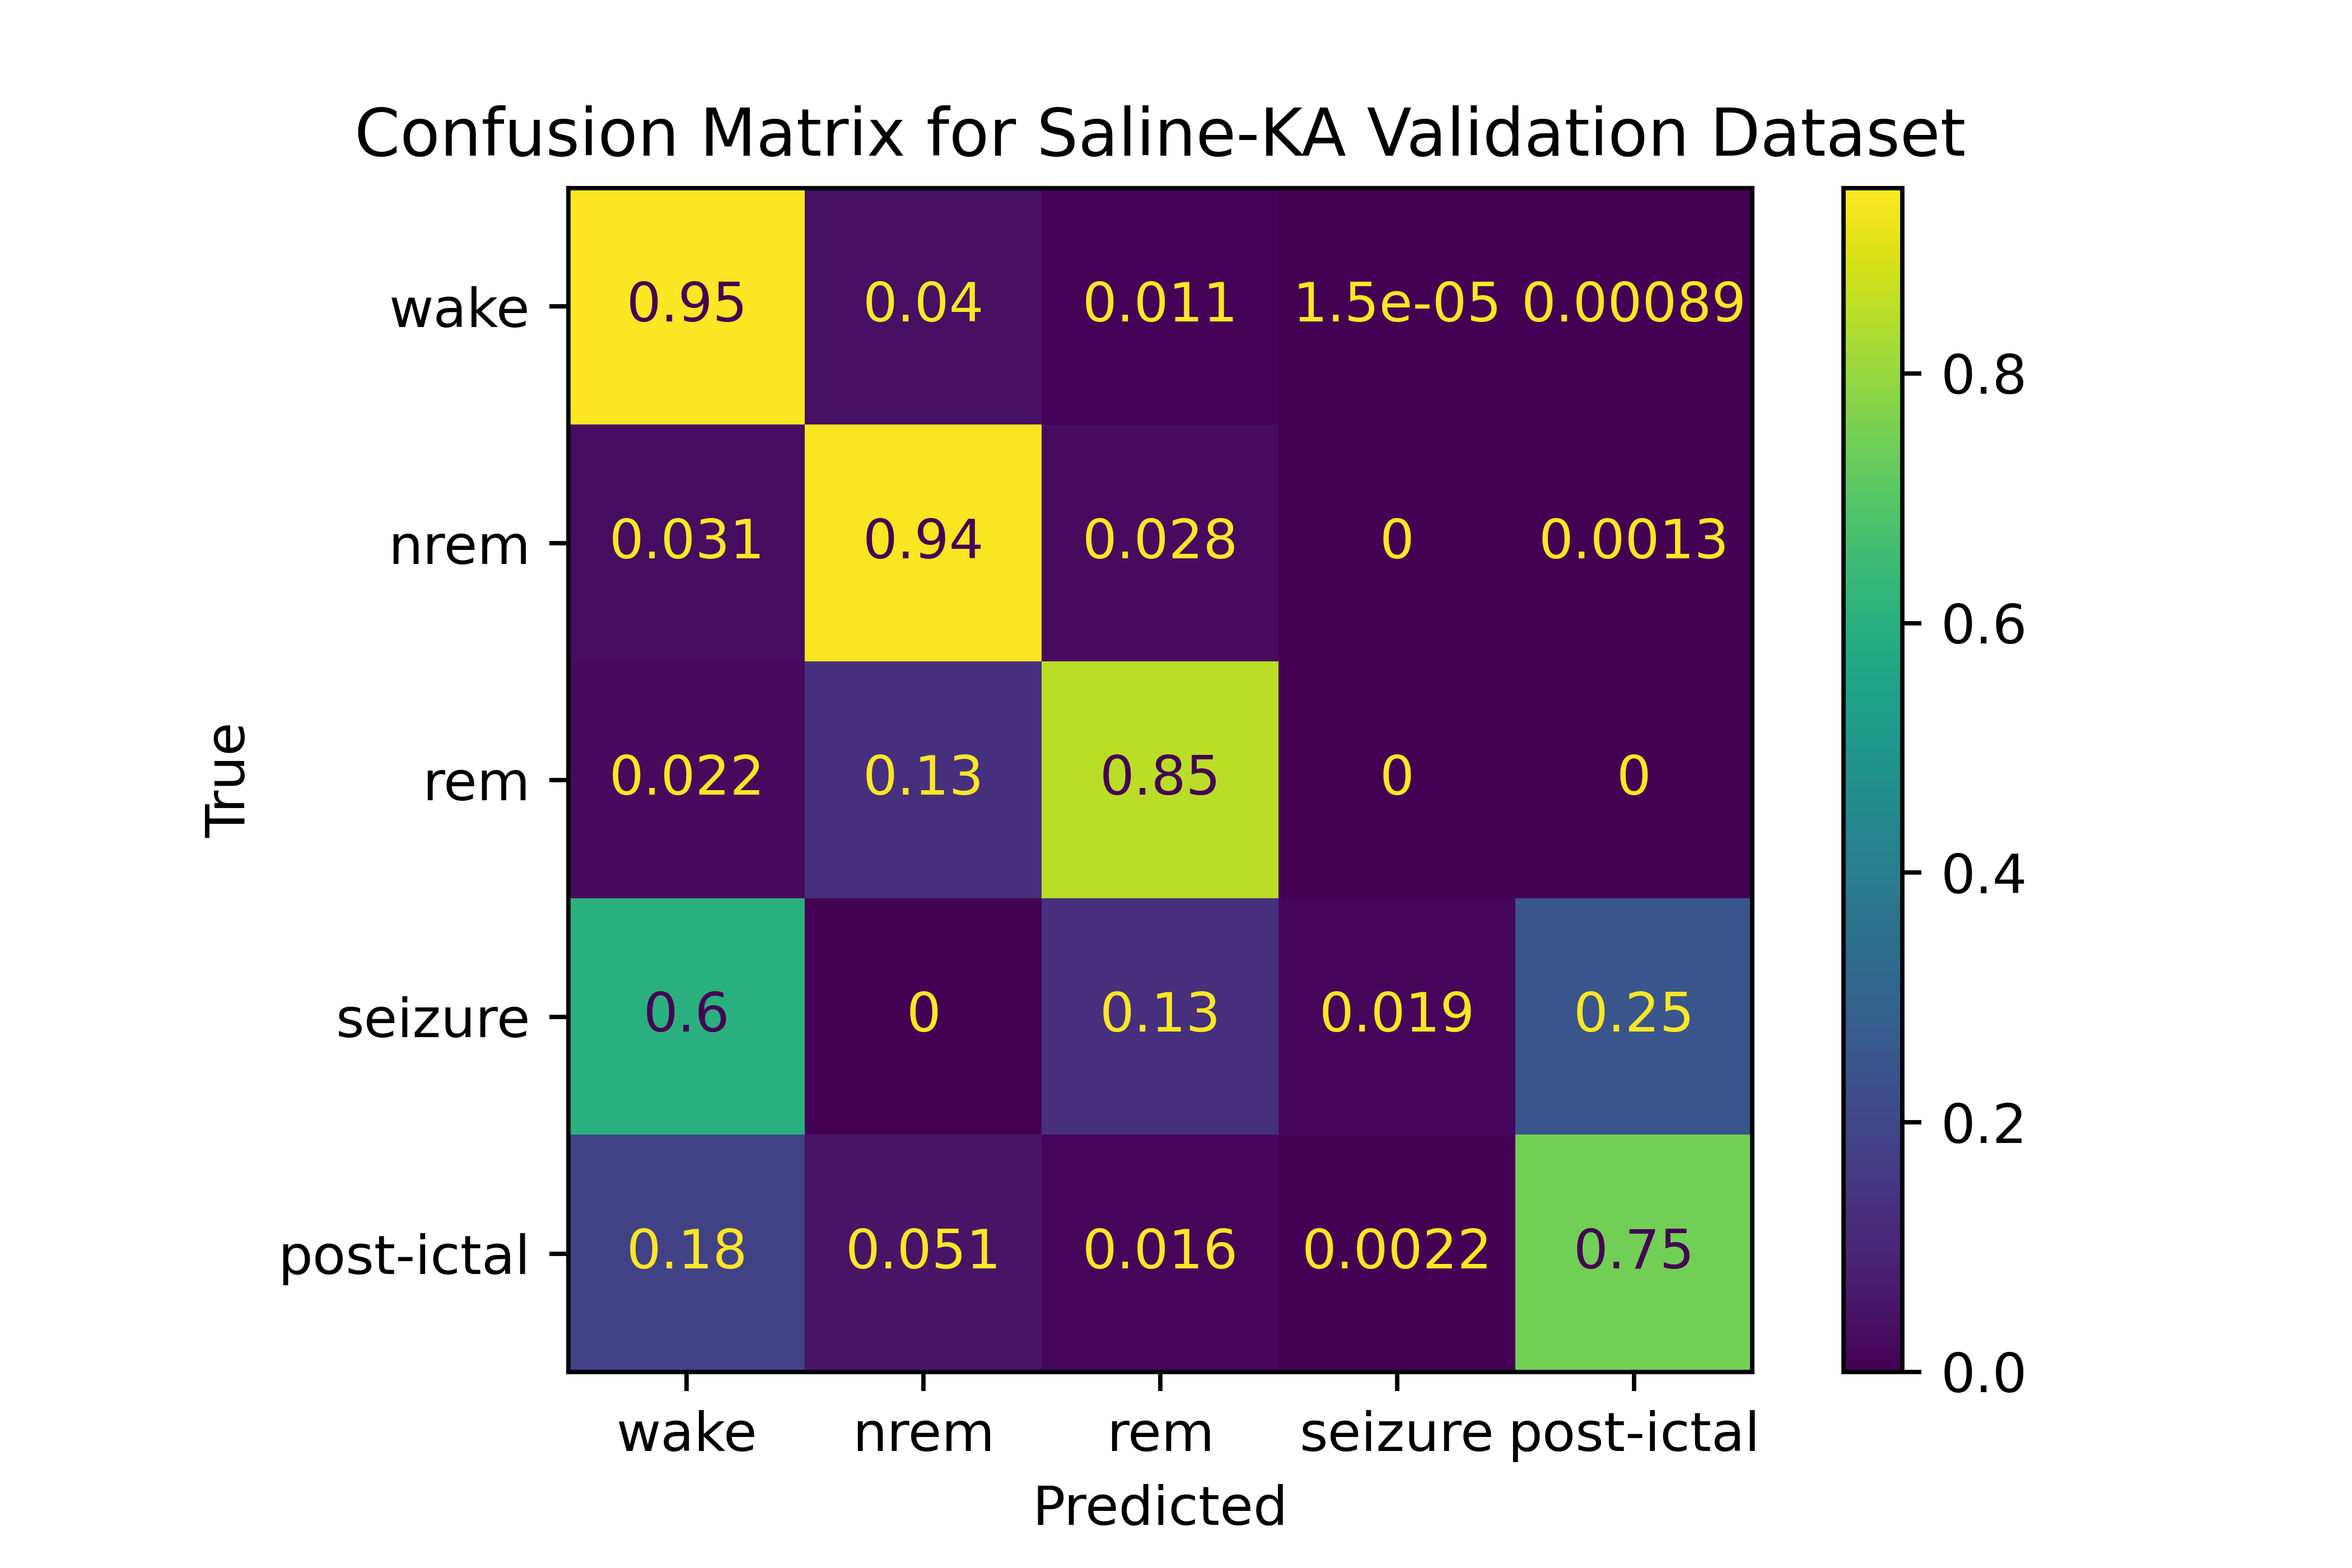 Confusion Matrix for Saline-KA Validation Dataset
wake 0.95 0.04 0.011 1.5e-05 0.00089
nrem 0.031 0.94 0.028 0 0.0013
rem 0.022 0.13 0.85 0 0
seizure 0.6 0 0.13 0.019 0.25
post-ictal 0.18 0.051 0.016 0.0022 0.75
wake nrem rem seizure post-ictal
Predicted
True
0.8
0.6
0.4
0.2
0.0